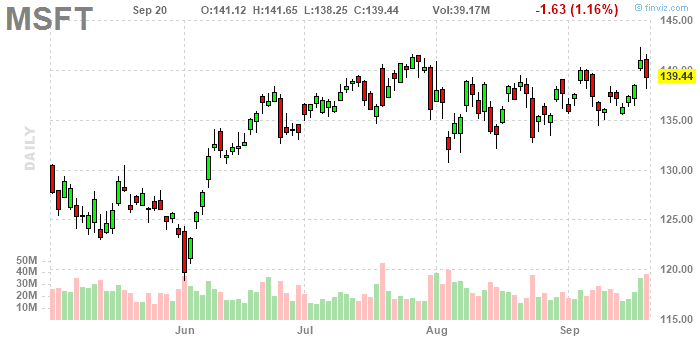 MSFT
Sep 20 O:141.12 H:141.65 L:138.25 C:139.44 Vol:39.17M -1.63 (1.16%)
© finviz.com
DAILY
145.00
140.00
139.44
135.00
130.00
125.00
120.00
115.00
50M
40M
30M
20M
10M
Jun Jul Aug Sep